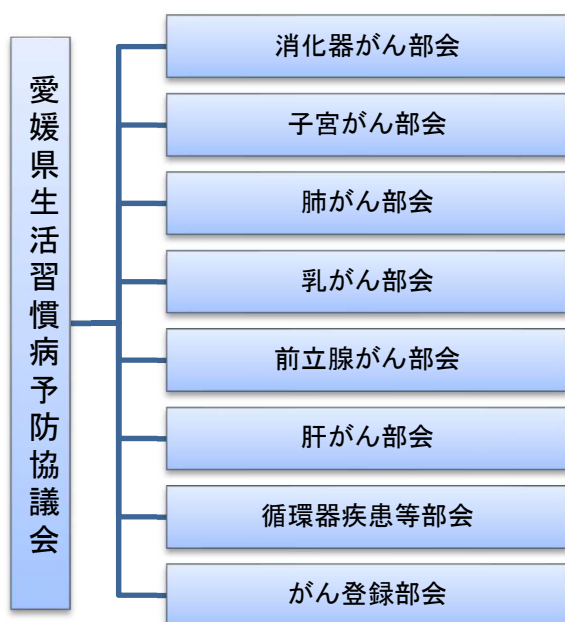 愛媛県生活習慣病予防協議会
消化器がん部会
子宮がん部会
肺がん部会
乳がん部会
前立腺がん部会
肝がん部会
循環器疾患等部会
がん登録部会